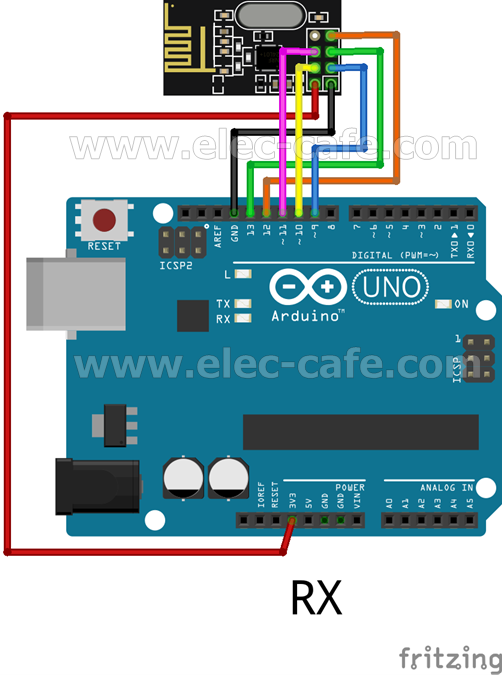 www.elec-cafe.com
RESET
AREF
GND
13
12
~11
~10
~9
8
7
~6
~5
4
~3
2
TX0▶1
RX0◀0
ICSP2
DIGITAL (PWM=~)
L
TX
RX
Arduino™
UNO
ON
1
ICSP
www.elec-cafe.com
POWER
ANALOG IN
IOREF
RESET
3V3
5V
GND
GND
VIN
A0
A1
A2
A3
A4
A5
RX
fritzing